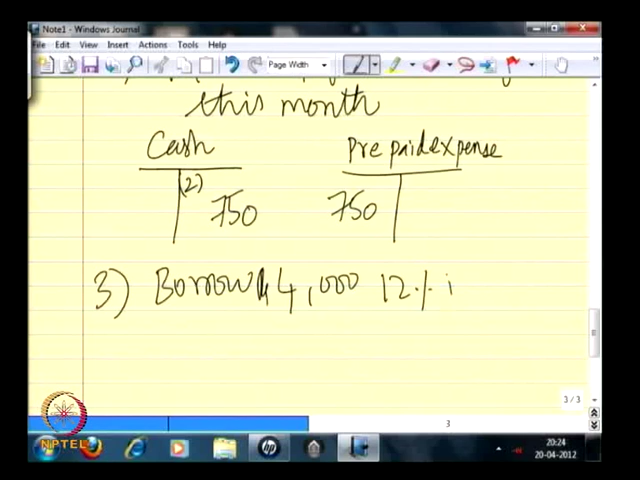 Note1 - Windows Journal
File Edit View Insert Actions Tools Help
Page Width
this month
Cash Prepaid expense
(2) 750 750
3) Borrow 4,000 12% i
3/3
3
NPTEL
20:24
20-04-2012